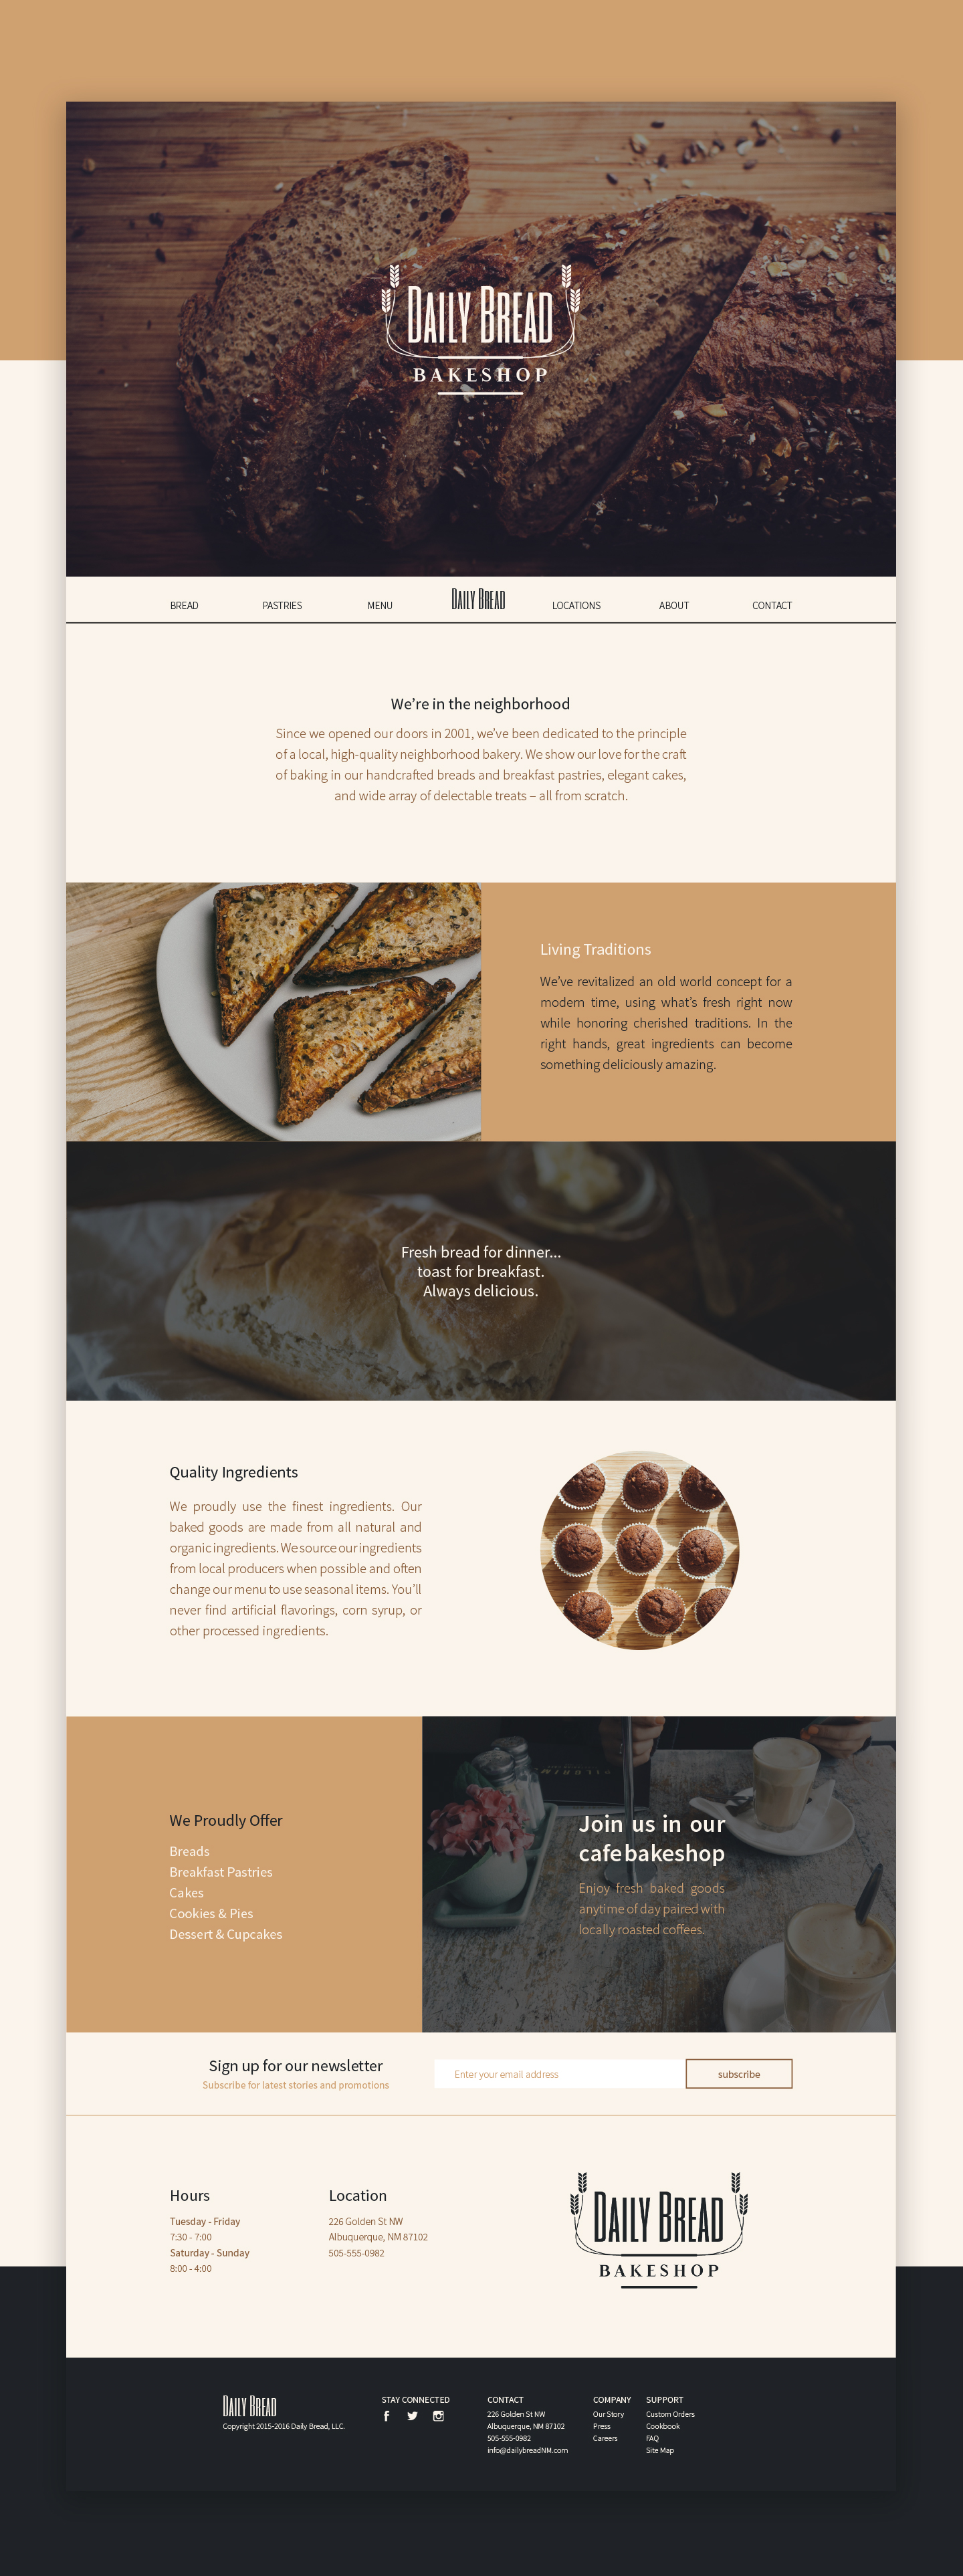 DAILY BREAD
BAKESHOP
BREAD
PASTRIES
MENU
DAILY BREAD
LOCATIONS
ABOUT
CONTACT
We’re in the neighborhood
Since we opened our doors in 2001, we’ve been dedicated to the principle
of a local, high-quality neighborhood bakery. We show our love for the craft
of baking in our handcrafted breads and breakfast pastries, elegant cakes,
and wide array of delectable treats – all from scratch.
Living Traditions
We’ve revitalized an old world concept for a
modern time, using what’s fresh right now
while honoring cherished traditions. In the
right hands, great ingredients can become
something deliciously amazing.
Fresh bread for dinner...
toast for breakfast.
Always delicious.
Quality Ingredients
We proudly use the finest ingredients. Our
baked goods are made from all natural and
organic ingredients. We source our ingredients
from local producers when possible and often
change our menu to use seasonal items. You’ll
never find artificial flavorings, corn syrup, or
other processed ingredients.
We Proudly Offer
Breads
Breakfast Pastries
Cakes
Cookies & Pies
Dessert & Cupcakes
Join us in our
cafe bakeshop
Enjoy fresh baked goods
anytime of day paired with
locally roasted coffees.
Sign up for our newsletter
Subscribe for latest stories and promotions
Enter your email address
subscribe
Hours
Tuesday - Friday
7:30 - 7:00
Saturday - Sunday
8:00 - 4:00
Location
226 Golden St NW
Albuquerque, NM 87102
505-555-0982
DAILY BREAD
BAKESHOP
DAILY BREAD
Copyright 2015-2016 Daily Bread, LLC.
STAY CONNECTED
CONTACT
226 Golden St NW
Albuquerque, NM 87102
505-555-0982
info@dailybreadNM.com
COMPANY
Our Story
Press
Careers
SUPPORT
Custom Orders
Cookbook
FAQ
Site Map